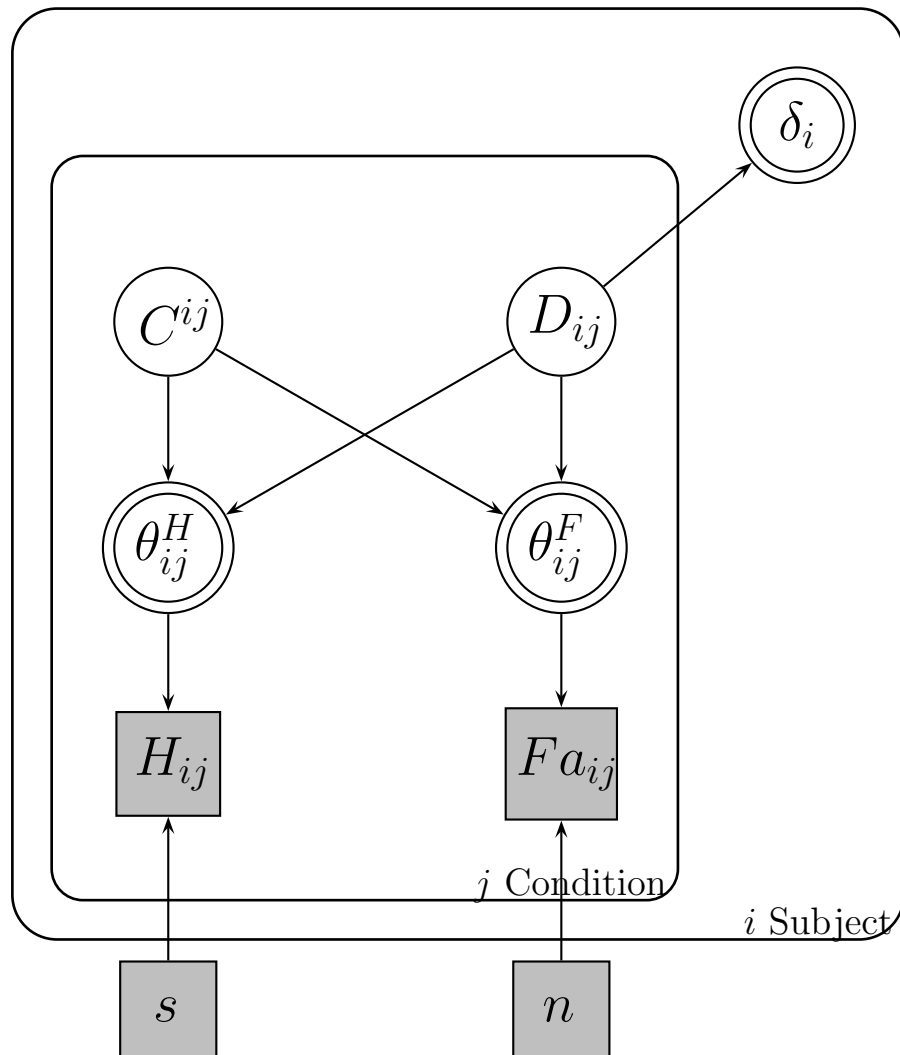 δ_i
C^{ij} D_{ij}
θ^H_{ij} θ^F_{ij}
H_{ij} Fa_{ij}
j Condition
i Subject
s n